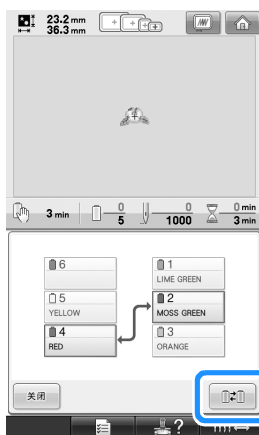 23.2 mm
36.3 mm
3 min
0
5
0
1000
0 min
3 min
6
1
LIME GREEN
5
YELLOW
2
MOSS GREEN
4
RED
3
ORANGE
关闭
?